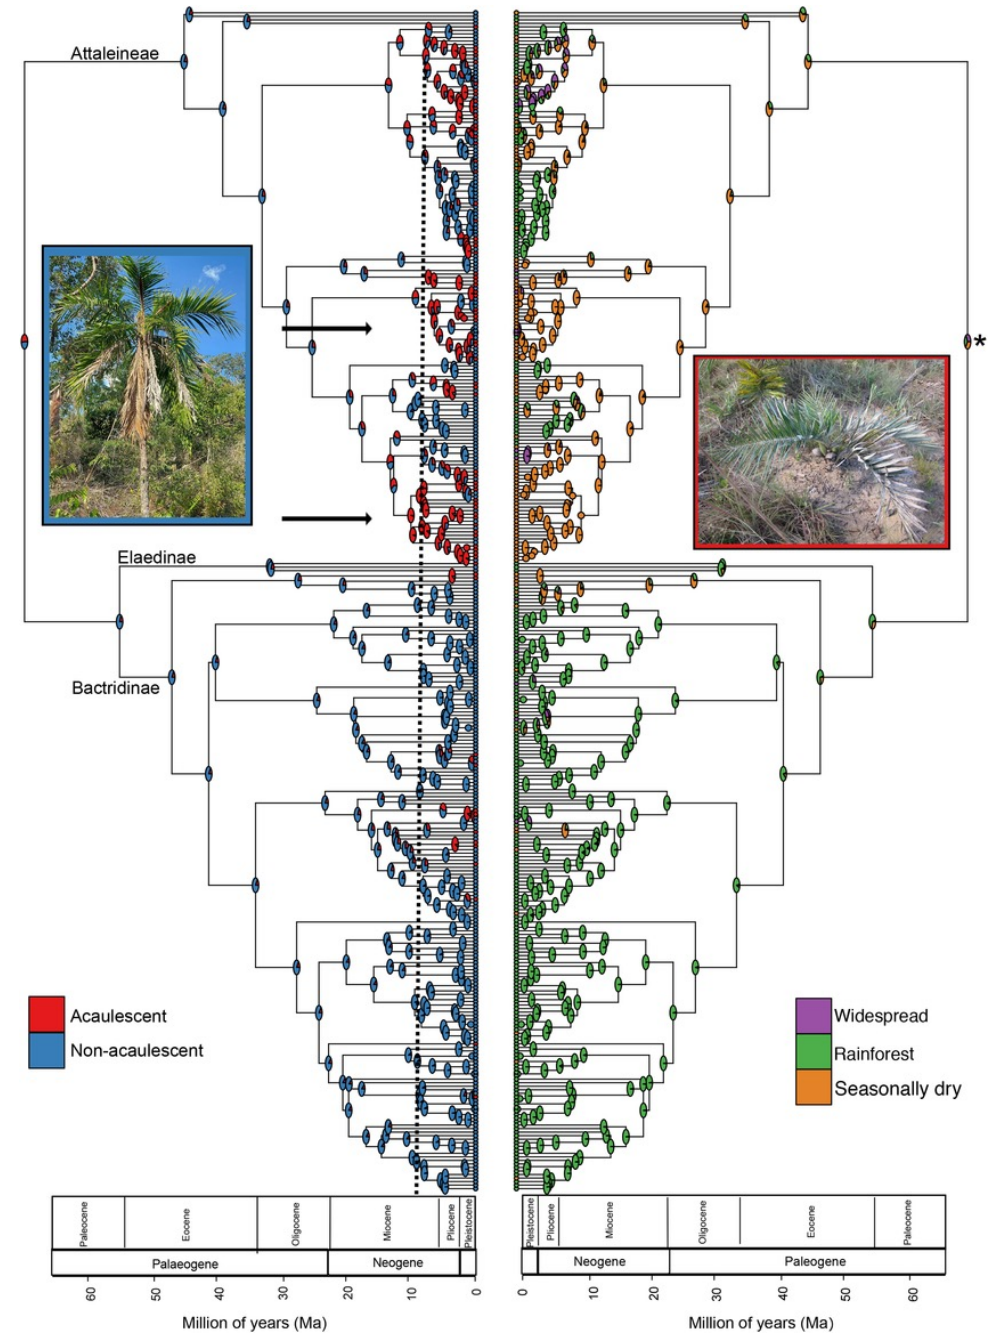 Attaleineae
*
Elaedinae
Bactridinae
Acaulescent
Non-acaulescent
Widespread
Rainforest
Seasonally dry
Paleocene
Eocene
Oligocene
Miocene
Pliocene
Pleistocene
Palaeogene
Neogene
60
50
40
30
20
10
0
Million of years (Ma)
Pleistocene
Pliocene
Miocene
Oligocene
Eocene
Paleocene
Neogene
Paleogene
0
10
20
30
40
50
60
Million of years (Ma)